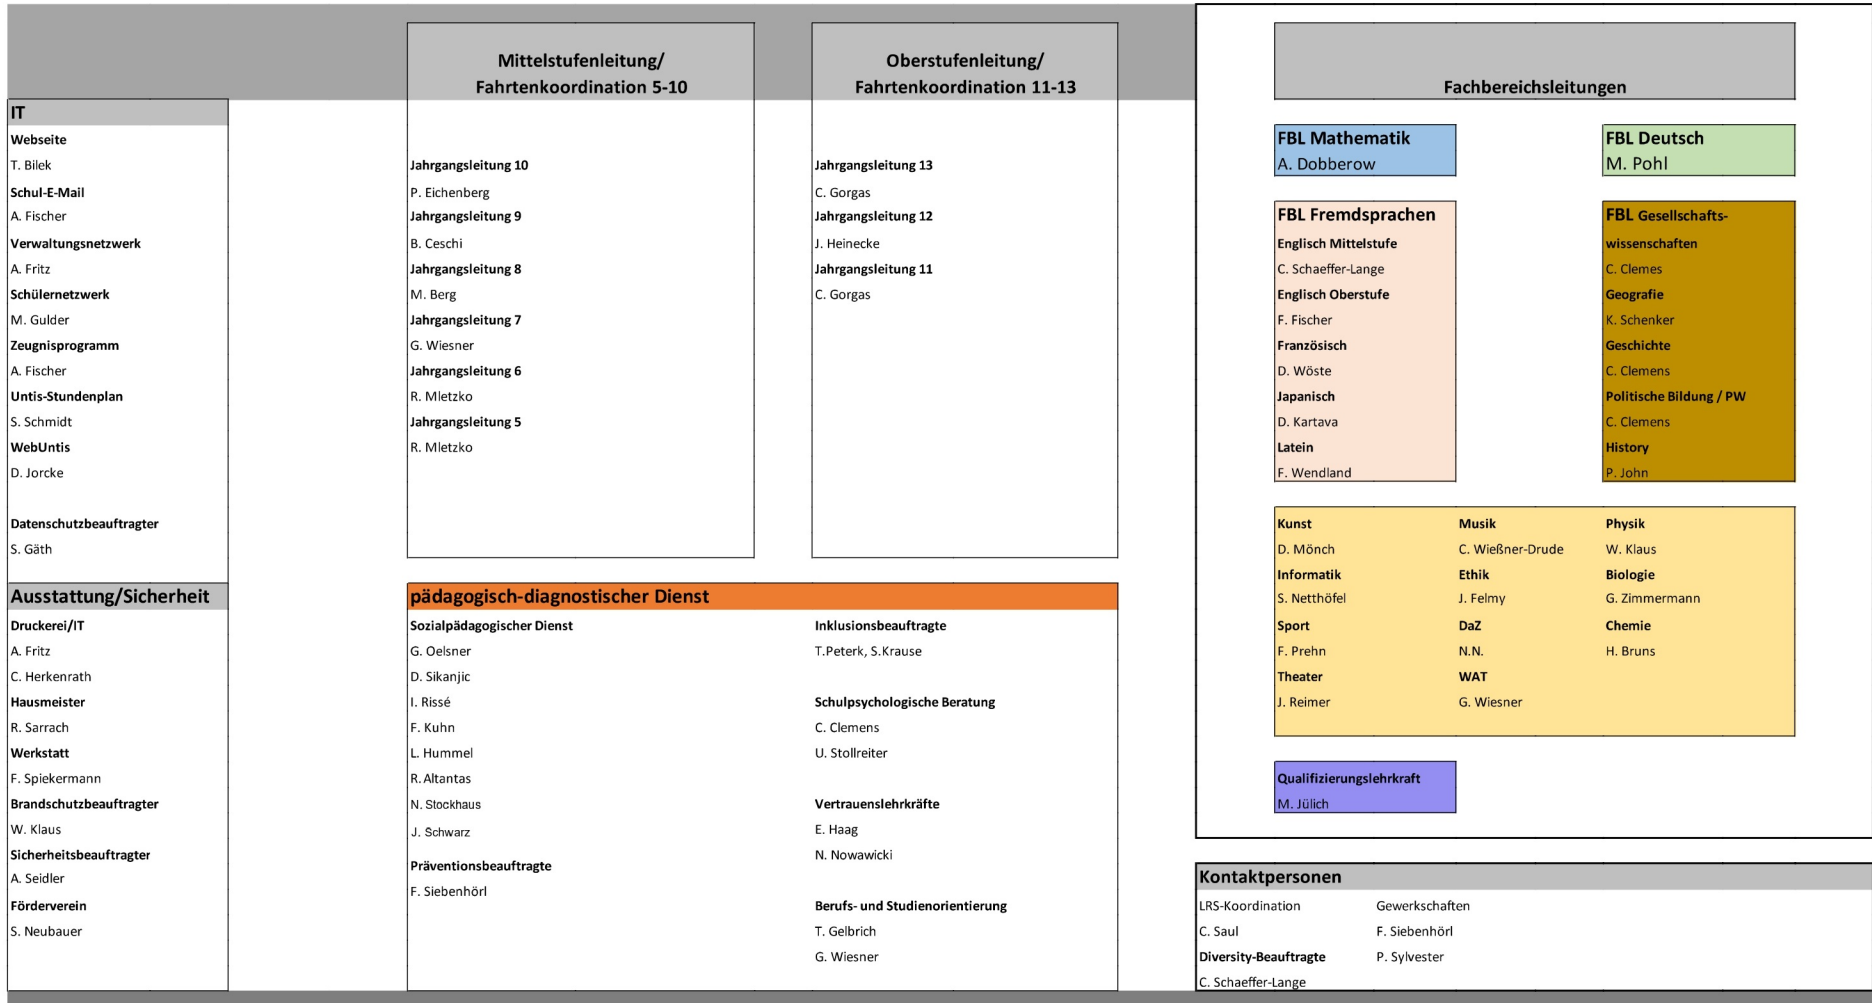 Mittelstufenleitung/
Fahrtenkoordination 5-10
Oberstufenleitung/
Fahrtenkoordination 11-13
Fachbereichsleitungen
IT
Webseite
T. Bilek
Schul-E-Mail
A. Fischer
Verwaltungsnetzwerk
A. Fritz
Schülernetzwerk
M. Gulder
Zeugnisprogramm
A. Fischer
Untis-Stundenplan
S. Schmidt
WebUntis
D. Jorcke
Datenschutzbeauftragter
S. Gäth
Ausstattung/Sicherheit
Druckerei/IT
A. Fritz
C. Herkenrath
Hausmeister
R. Sarrach
Werkstatt
F. Spiekermann
Brandschutzbeauftragter
W. Klaus
Sicherheitsbeauftragter
A. Seidler
Förderverein
S. Neubauer
Jahrgangsleitung 10
P. Eichenberg
Jahrgangsleitung 9
B. Ceschi
Jahrgangsleitung 8
M. Berg
Jahrgangsleitung 7
G. Wiesner
Jahrgangsleitung 6
R. Mletzko
Jahrgangsleitung 5
R. Mletzko
Jahrgangsleitung 13
C. Gorgas
Jahrgangsleitung 12
J. Heinecke
Jahrgangsleitung 11
C. Gorgas
pädagogisch-diagnostischer Dienst
Sozialpädagogischer Dienst
G. Oelsner
D. Sikanjic
I. Rissé
F. Kuhn
L. Hummel
R. Altantas
N. Stockhaus
J. Schwarz
Präventionsbeauftragte
F. Siebenhörl
Inklusionsbeauftragte
T.Peterk, S.Krause
Schulpsychologische Beratung
C. Clemens
U. Stollreiter
Vertrauenslehrkräfte
E. Haag
N. Nowawicki
Berufs- und Studienorientierung
T. Gelbrich
G. Wiesner
FBL Mathematik
A. Dobberow
FBL Deutsch
M. Pohl
FBL Fremdsprachen
Englisch Mittelstufe
C. Schaeffer-Lange
Englisch Oberstufe
F. Fischer
Französisch
D. Wöste
Japanisch
D. Kartava
Latein
F. Wendland
FBL Gesellschafts-
wissenschaften
C. Clemes
Geografie
K. Schenker
Geschichte
C. Clemens
Politische Bildung / PW
C. Clemens
History
P. John
Kunst
D. Mönch
Informatik
S. Netthöfel
Sport
F. Prehn
Theater
J. Reimer
Musik
C. Wießner-Drude
Ethik
J. Felmy
DaZ
N.N.
WAT
G. Wiesner
Physik
W. Klaus
Biologie
G. Zimmermann
Chemie
H. Bruns
Qualifizierungslehrkraft
M. Jülich
Kontaktpersonen
LRS-Koordination
C. Saul
Diversity-Beauftragte
C. Schaeffer-Lange
Gewerkschaften
F. Siebenhörl
P. Sylvester